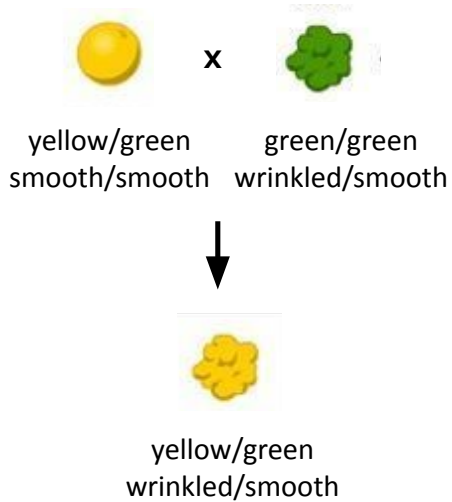 x
yellow/green
smooth/smooth
green/green
wrinkled/smooth
yellow/green
wrinkled/smooth